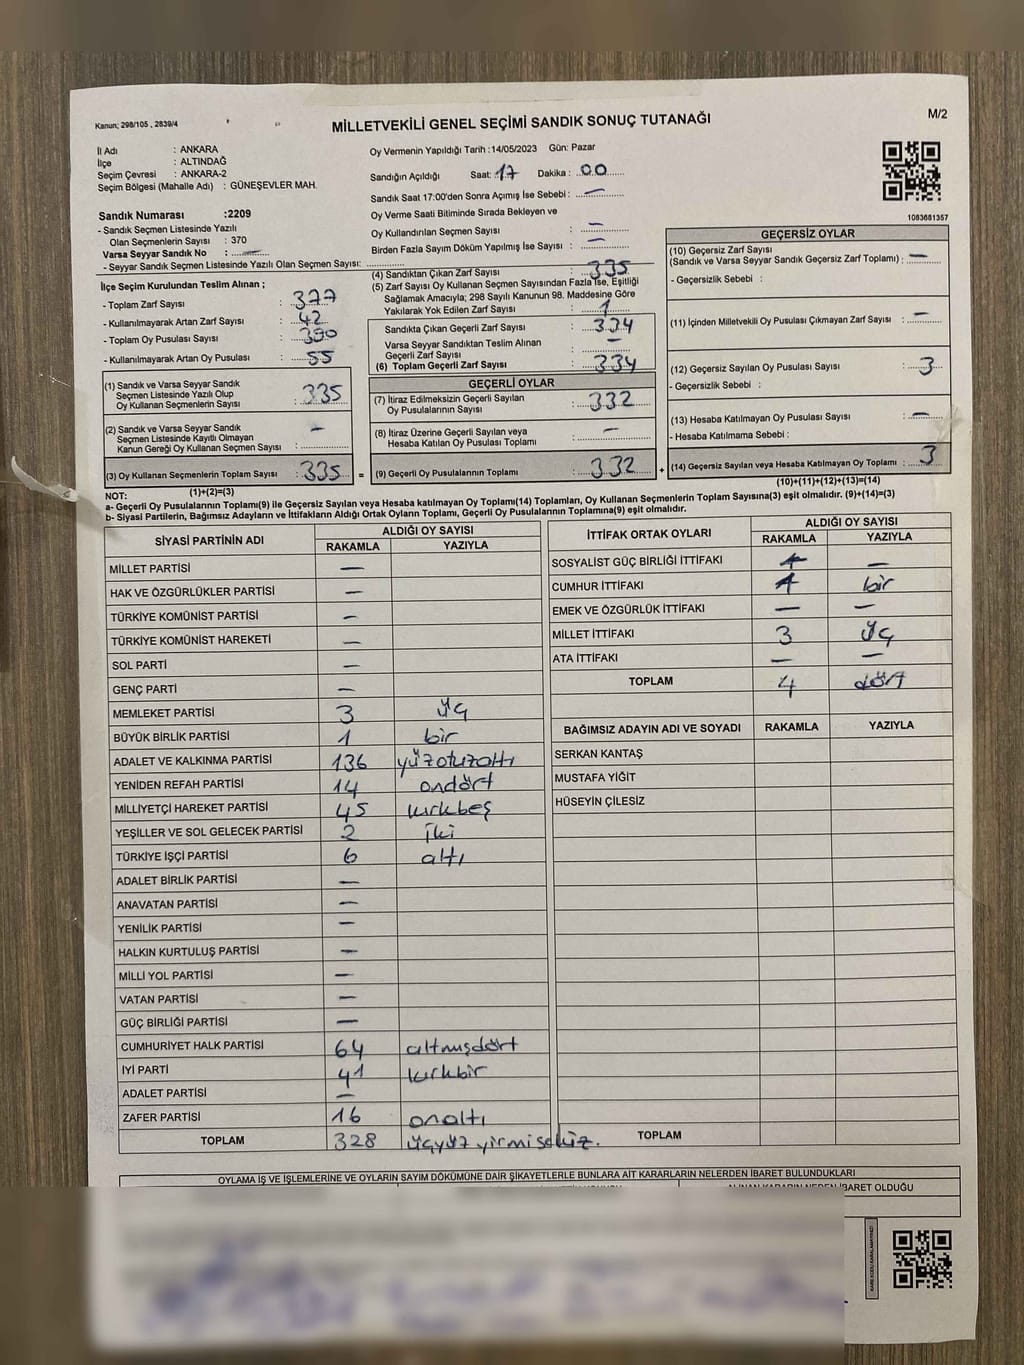 Kanun; 298/105 , 2839/4
MİLLETVEKİLİ GENEL SEÇİMİ SANDIK SONUÇ TUTANAĞI
M/2
İl Adı : ANKARA
İlçe : ALTINDAĞ
Seçim Çevresi : ANKARA-2
Seçim Bölgesi (Mahalle Adı) : GÜNEŞEVLER MAH.
Sandık Numarası :2209
- Sandık Seçmen Listesinde Yazılı
Olan Seçmenlerin Sayısı : 370
Varsa Seyyar Sandık No : —
- Seyyar Sandık Seçmen Listesinde Yazılı Olan Seçmen Sayısı:
Oy Vermenin Yapıldığı Tarih :14/05/2023 Gün: Pazar
Sandığın Açıldığı Saat: 17 Dakika : 00
Sandık Saat 17:00'den Sonra Açımış İse Sebebi : —
Oy Verme Saati Bitiminde Sırada Bekleyen ve
Oy Kullandırılan Seçmen Sayısı : —
Birden Fazla Sayım Döküm Yapılmış İse Sayısı : —
1083681357
İlçe Seçim Kurulundan Teslim Alınan ;
- Toplam Zarf Sayısı : 377
- Kullanılmayarak Artan Zarf Sayısı : 42
- Toplam Oy Pusulası Sayısı : 390
- Kullanılmayarak Artan Oy Pusulası : 55
(1) Sandık ve Varsa Seyyar Sandık
Seçmen Listesinde Yazılı Olup
Oy Kullanan Seçmenlerin Sayısı : 335
(2) Sandık ve Varsa Seyyar Sandık
Seçmen Listesinde Kayıtlı Olmayan
Kanun Gereği Oy Kullanan Seçmen Sayısı : —
(3) Oy Kullanan Seçmenlerin Toplam Sayısı : 335 =
(1)+(2)=(3)
(4) Sandıktan Çıkan Zarf Sayısı : 335
(5) Zarf Sayısı Oy Kullanan Seçmen Sayısından Fazla İse, Eşitliği
Sağlamak Amacıyla; 298 Sayılı Kanunun 98. Maddesine Göre
Yakılarak Yok Edilen Zarf Sayısı : 1
Sandıkta Çıkan Geçerli Zarf Sayısı : 334
Varsa Seyyar Sandıktan Teslim Alınan
Geçerli Zarf Sayısı : —
(6) Toplam Geçerli Zarf Sayısı : 334
GEÇERLİ OYLAR
(7) İtiraz Edilmeksizin Geçerli Sayılan
Oy Pusulalarının Sayısı : 332
(8) İtiraz Üzerine Geçerli Sayılan veya
Hesaba Katılan Oy Pusulası Toplamı : —
(9) Geçerli Oy Pusulalarının Toplamı : 332 +
GEÇERSİZ OYLAR
(10) Geçersiz Zarf Sayısı
(Sandık ve Varsa Seyyar Sandık Geçersiz Zarf Toplamı) : —
- Geçersizlik Sebebi :
(11) İçinden Milletvekili Oy Pusulası Çıkmayan Zarf Sayısı : —
(12) Geçersiz Sayılan Oy Pusulası Sayısı : 3
- Geçersizlik Sebebi :
(13) Hesaba Katılmayan Oy Pusulası Sayısı : —
- Hesaba Katılmama Sebebi :
(14) Geçersiz Sayılan veya Hesaba Katılmayan Oy Toplamı : 3
(10)+(11)+(12)+(13)=(14)
NOT:
a- Geçerli Oy Pusulalarının Toplamı(9) ile Geçersiz Sayılan veya Hesaba katılmayan Oy Toplamı(14) Toplamları, Oy Kullanan Seçmenlerin Toplam Sayısına(3) eşit olmalıdır. (9)+(14)=(3)
b- Siyasi Partilerin, Bağımsız Adayların ve İttifakların Aldığı Ortak Oyların Toplamı, Geçerli Oy Pusulalarının Toplamına(9) eşit olmalıdır.
SİYASİ PARTİNİN ADI ALDIĞI OY SAYISI
RAKAMLA YAZIYLA
MİLLET PARTİSİ —
HAK VE ÖZGÜRLÜKLER PARTİSİ —
TÜRKİYE KOMÜNİST PARTİSİ —
TÜRKİYE KOMÜNİST HAREKETİ —
SOL PARTİ —
GENÇ PARTİ —
MEMLEKET PARTİSİ 3 üç
BÜYÜK BİRLİK PARTİSİ 1 bir
ADALET VE KALKINMA PARTİSİ 136 yüzotuzaltı
YENİDEN REFAH PARTİSİ 14 ondört
MİLLİYETÇİ HAREKET PARTİSİ 45 kırkbeş
YEŞİLLER VE SOL GELECEK PARTİSİ 2 iki
TÜRKİYE İŞÇİ PARTİSİ 6 altı
ADALET BİRLİK PARTİSİ —
ANAVATAN PARTİSİ —
YENİLİK PARTİSİ —
HALKIN KURTULUŞ PARTİSİ —
MİLLİ YOL PARTİSİ —
VATAN PARTİSİ —
GÜÇ BİRLİĞİ PARTİSİ —
CUMHURİYET HALK PARTİSİ 64 altmışdört
İYİ PARTİ 41 kırkbir
ADALET PARTİSİ —
ZAFER PARTİSİ 16 onaltı
TOPLAM 328 üçyüzyirmisekiz.
İTTİFAK ORTAK OYLARI ALDIĞI OY SAYISI
RAKAMLA YAZIYLA
SOSYALİST GÜÇ BİRLİĞİ İTTİFAKI —
CUMHUR İTTİFAKI 1 bir
EMEK VE ÖZGÜRLÜK İTTİFAKI — —
MİLLET İTTİFAKI 3 üç
ATA İTTİFAKI — —
TOPLAM 4 dört
BAĞIMSIZ ADAYIN ADI VE SOYADI RAKAMLA YAZIYLA
SERKAN KANTAŞ
MUSTAFA YİĞİT
HÜSEYİN ÇİLESİZ
TOPLAM
OYLAMA İŞ VE İŞLEMLERİNE VE OYLARIN SAYIM DÖKÜMÜNE DAİR ŞİKAYETLERLE BUNLARA AİT KARARLARIN NELERDEN İBARET BULUNDUKLARI
ALINAN KARARIN NEDEN İBARET OLDUĞU